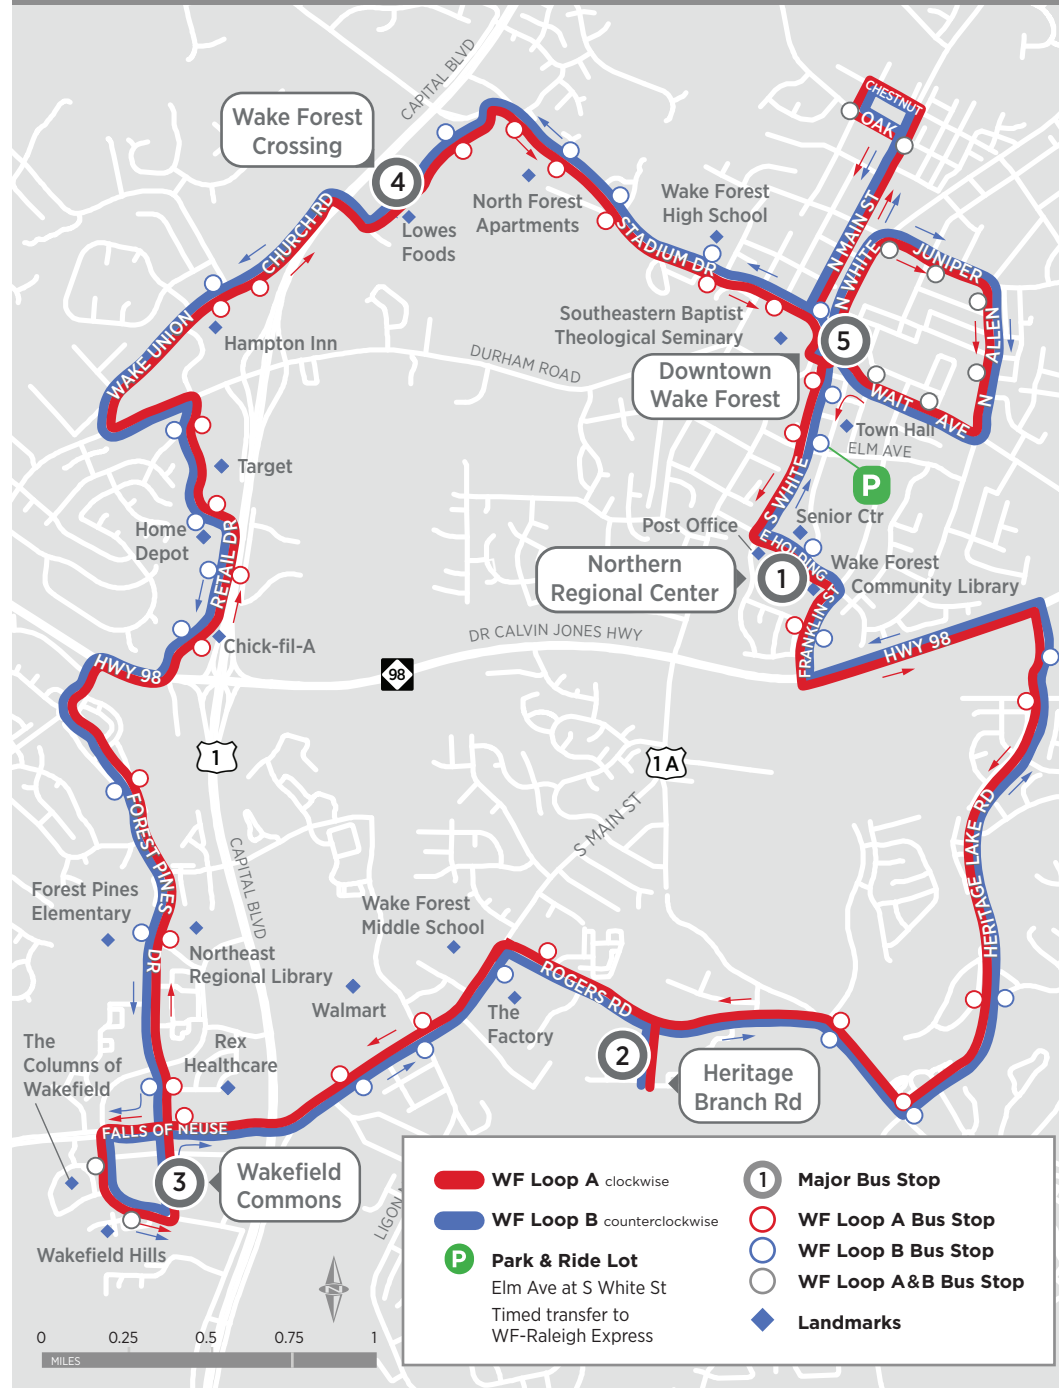 CAPITAL BLVD
CHESTNUT
OAK
Wake Forest
Crossing
4
CHURCH RD
Lowes
Foods
North Forest
Apartments
Wake Forest
High School
STADIUM DR
N MAIN ST
N WHITE
JUNIPER
N ALLEN
WAKE UNION
Hampton Inn
Southeastern Baptist
Theological Seminary
5
DURHAM ROAD
Downtown
Wake Forest
WAIT AVE
Town Hall
ELM AVE
P
Target
Home
Depot
RETAIL DR
S WHITE
Senior Ctr
Post Office
E HOLDING
Northern
Regional Center
1
Wake Forest
Community Library
FRANKLIN ST
Chick-fil-A
DR CALVIN JONES HWY
HWY 98
98
HWY 98
1
1A
S MAIN ST
FOREST PINES DR
CAPITAL BLVD
HERITAGE LAKE RD
Forest Pines
Elementary
Wake Forest
Middle School
Northeast
Regional Library
Walmart
ROGERS RD
The
Factory
The
Columns of
Wakefield
Rex
Healthcare
2
Heritage
Branch Rd
FALLS OF NEUSE
3
Wakefield
Commons
Wakefield Hills
LIGON
N
WF Loop A clockwise
WF Loop B counterclockwise
P
Park & Ride Lot
Elm Ave at S White St
Timed transfer to
WF-Raleigh Express
1
Major Bus Stop
WF Loop A Bus Stop
WF Loop B Bus Stop
WF Loop A&B Bus Stop
Landmarks
0 0.25 0.5 0.75 1
MILES